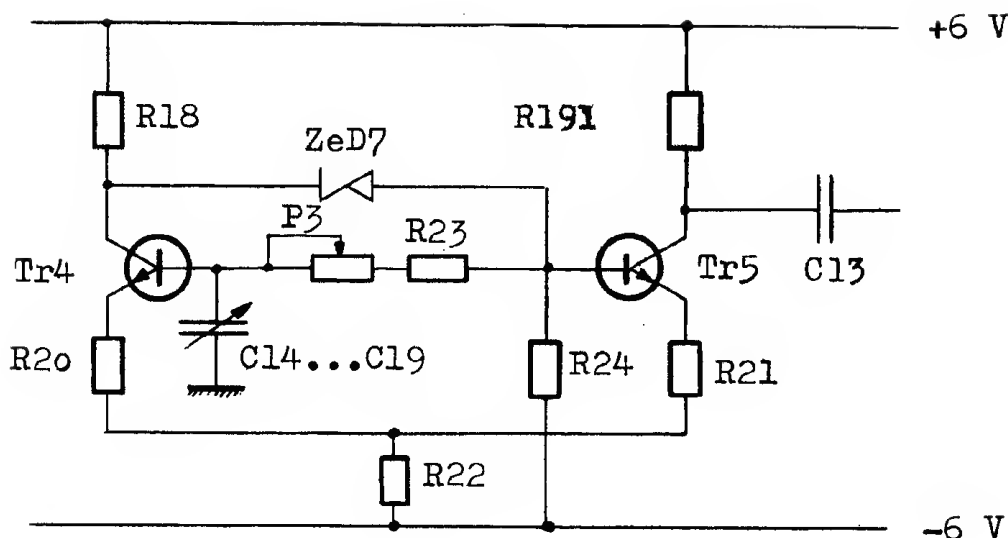 +6 V
R18
R191
ZeD7
P3
R23
Tr4
Tr5
C13
R2o
C14...C19
R24
R21
R22
-6 V